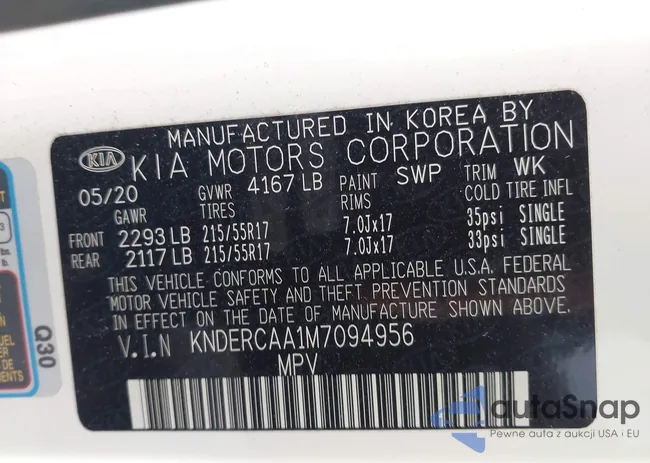 MANUFACTURED IN KOREA BY
KIA KIA MOTORS CORPORATION
05/20 GVWR 4167 LB PAINT SWP TRIM WK
GAWR TIRES RIMS COLD TIRE INFL
FRONT 2293 LB 215/55R17 7.0Jx17 35psi SINGLE
REAR 2117 LB 215/55R17 7.0Jx17 33psi SINGLE
THIS VEHICLE CONFORMS TO ALL APPLICABLE U.S.A. FEDERAL
MOTOR VEHICLE SAFETY AND THEFT PREVENTION STANDARDS
IN EFFECT ON THE DATE OF MANUFACTURE SHOWN ABOVE.
V.I.N KNDERCAA1M7094956
MPV
Q30
autaSnap
Pewne auta z aukcji USA i EU